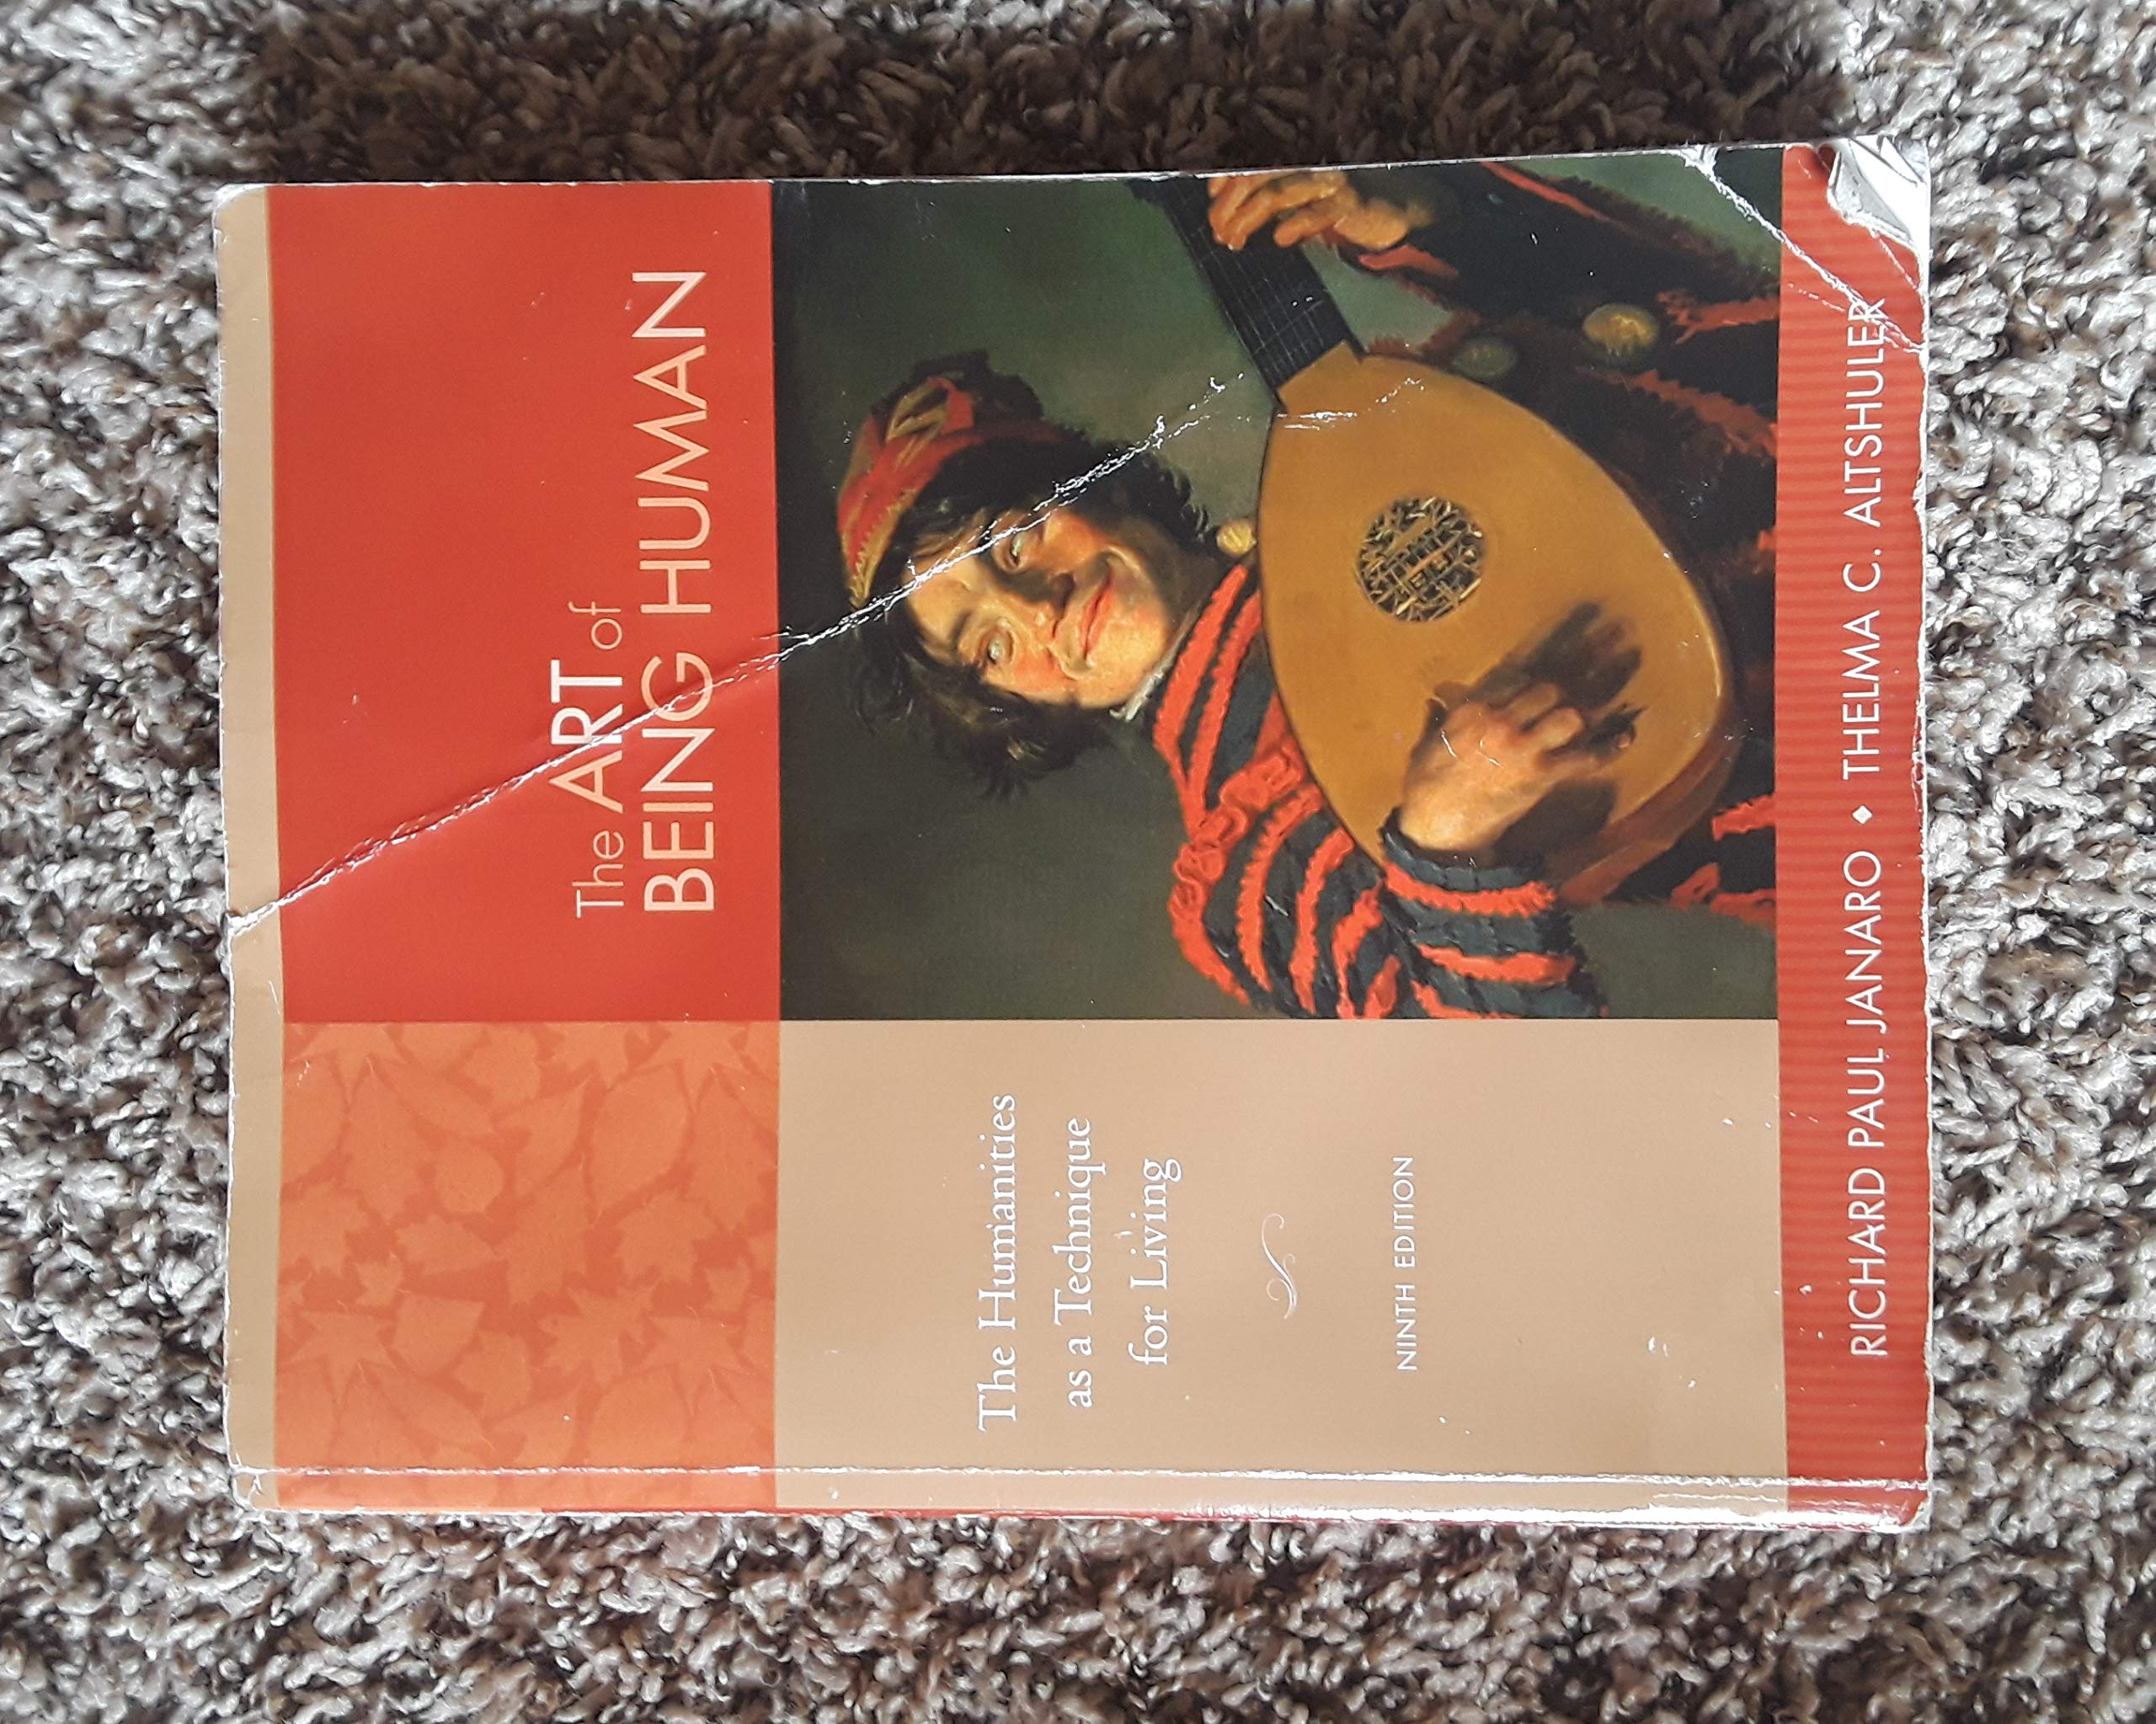 The ART of
BEING HUMAN
The Humanities
as a Technique
for Living
NINTH EDITION
RICHARD PAUL JANARO ◆ THELMA C. ALTSHULER